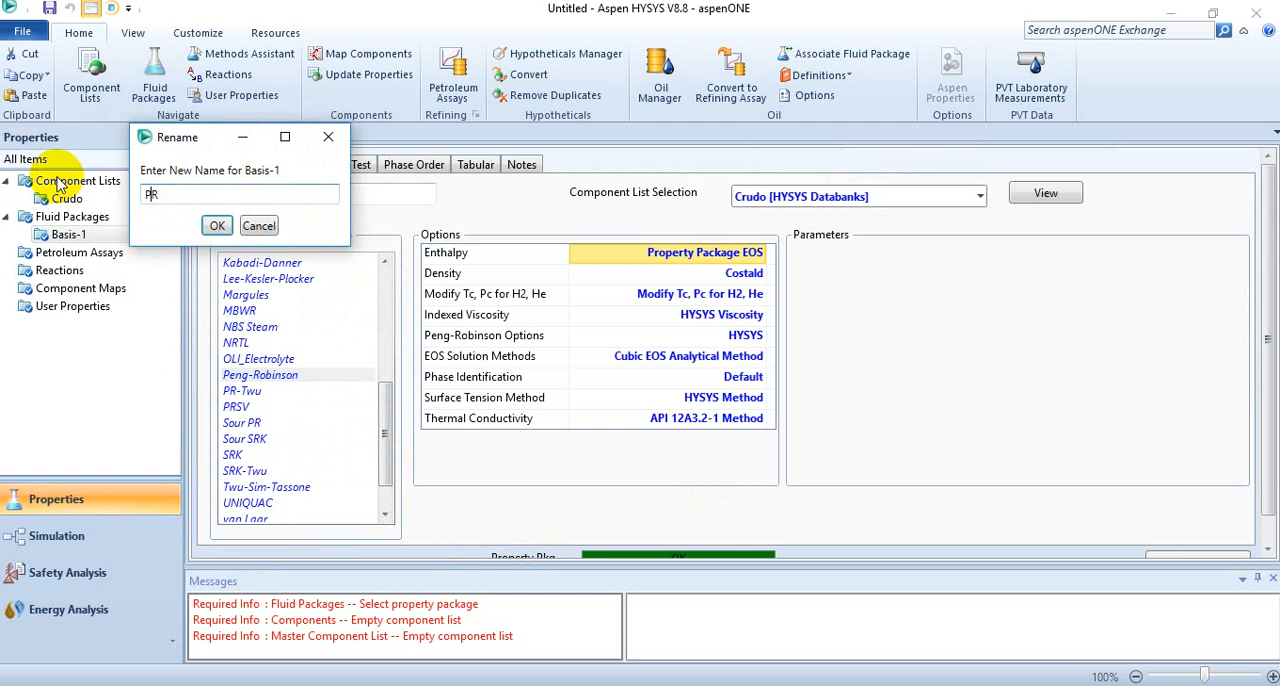 Untitled - Aspen HYSYS V8.8 - aspenONE
File
Home
View
Customize
Resources
Search aspenONE Exchange
Cut
Copy
Paste
Clipboard
Component Lists
Fluid Packages
Methods Assistant
Reactions
User Properties
Navigate
Map Components
Update Properties
Components
Petroleum Assays
Refining
Hypotheticals Manager
Convert
Remove Duplicates
Hypotheticals
Oil Manager
Convert to Refining Assay
Associate Fluid Package
Definitions
Options
Oil
Aspen Properties
Options
PVT Laboratory Measurements
PVT Data
Properties
All Items
Component Lists
Crudo
Fluid Packages
Basis-1
Petroleum Assays
Reactions
Component Maps
User Properties
Properties
Simulation
Safety Analysis
Energy Analysis
Rename
Enter New Name for Basis-1
PR
OK
Cancel
Test
Phase Order
Tabular
Notes
Component List Selection
Crudo [HYSYS Databanks]
View
Kabadi-Danner
Lee-Kesler-Plocker
Margules
MBWR
NBS Steam
NRTL
OLI_Electrolyte
Peng-Robinson
PR-Twu
PRSV
Sour PR
Sour SRK
SRK
SRK-Twu
Twu-Sim-Tassone
UNIQUAC
van Laar
Options
Enthalpy Property Package EOS
Density Costald
Modify Tc, Pc for H2, He Modify Tc, Pc for H2, He
Indexed Viscosity HYSYS Viscosity
Peng-Robinson Options HYSYS
EOS Solution Methods Cubic EOS Analytical Method
Phase Identification Default
Surface Tension Method HYSYS Method
Thermal Conductivity API 12A3.2-1 Method
Parameters
Property Pkg OK
Messages
Required Info : Fluid Packages -- Select property package
Required Info : Components -- Empty component list
Required Info : Master Component List -- Empty component list
100%